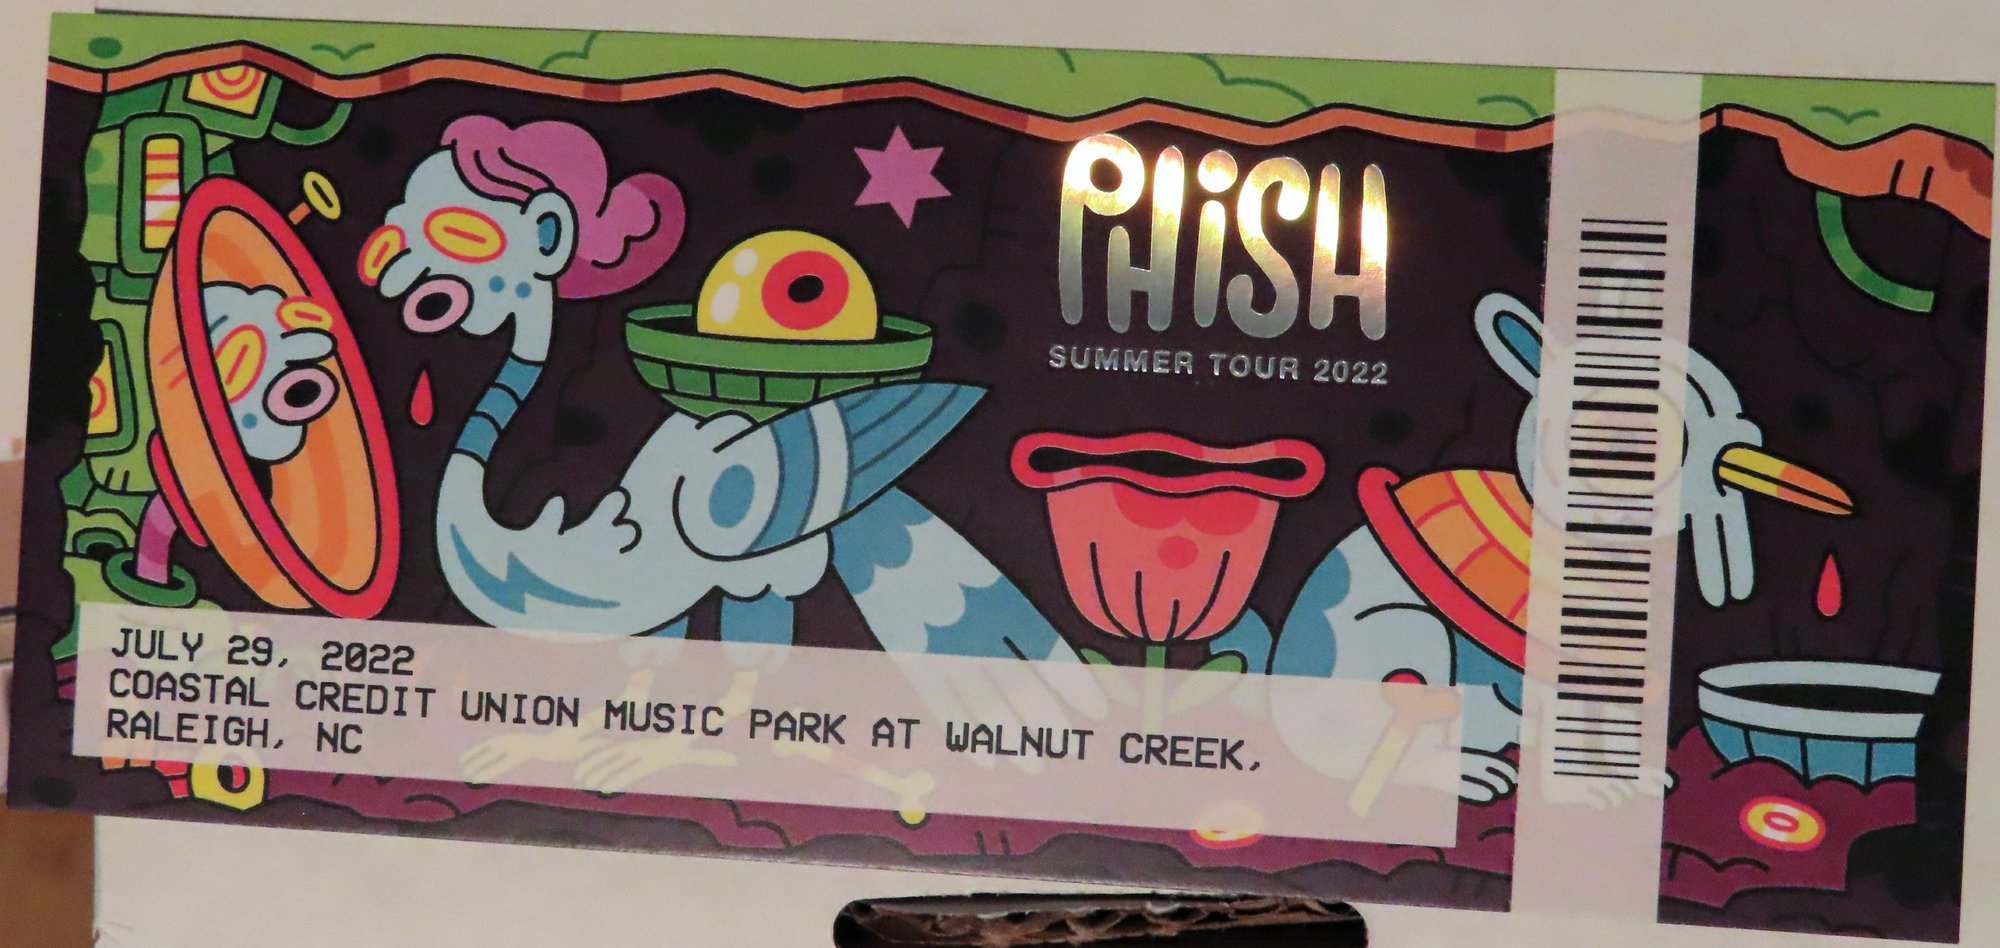 PHiSH
SUMMER TOUR 2022
JULY 29, 2022
COASTAL CREDIT UNION MUSIC PARK AT WALNUT CREEK,
RALEIGH, NC